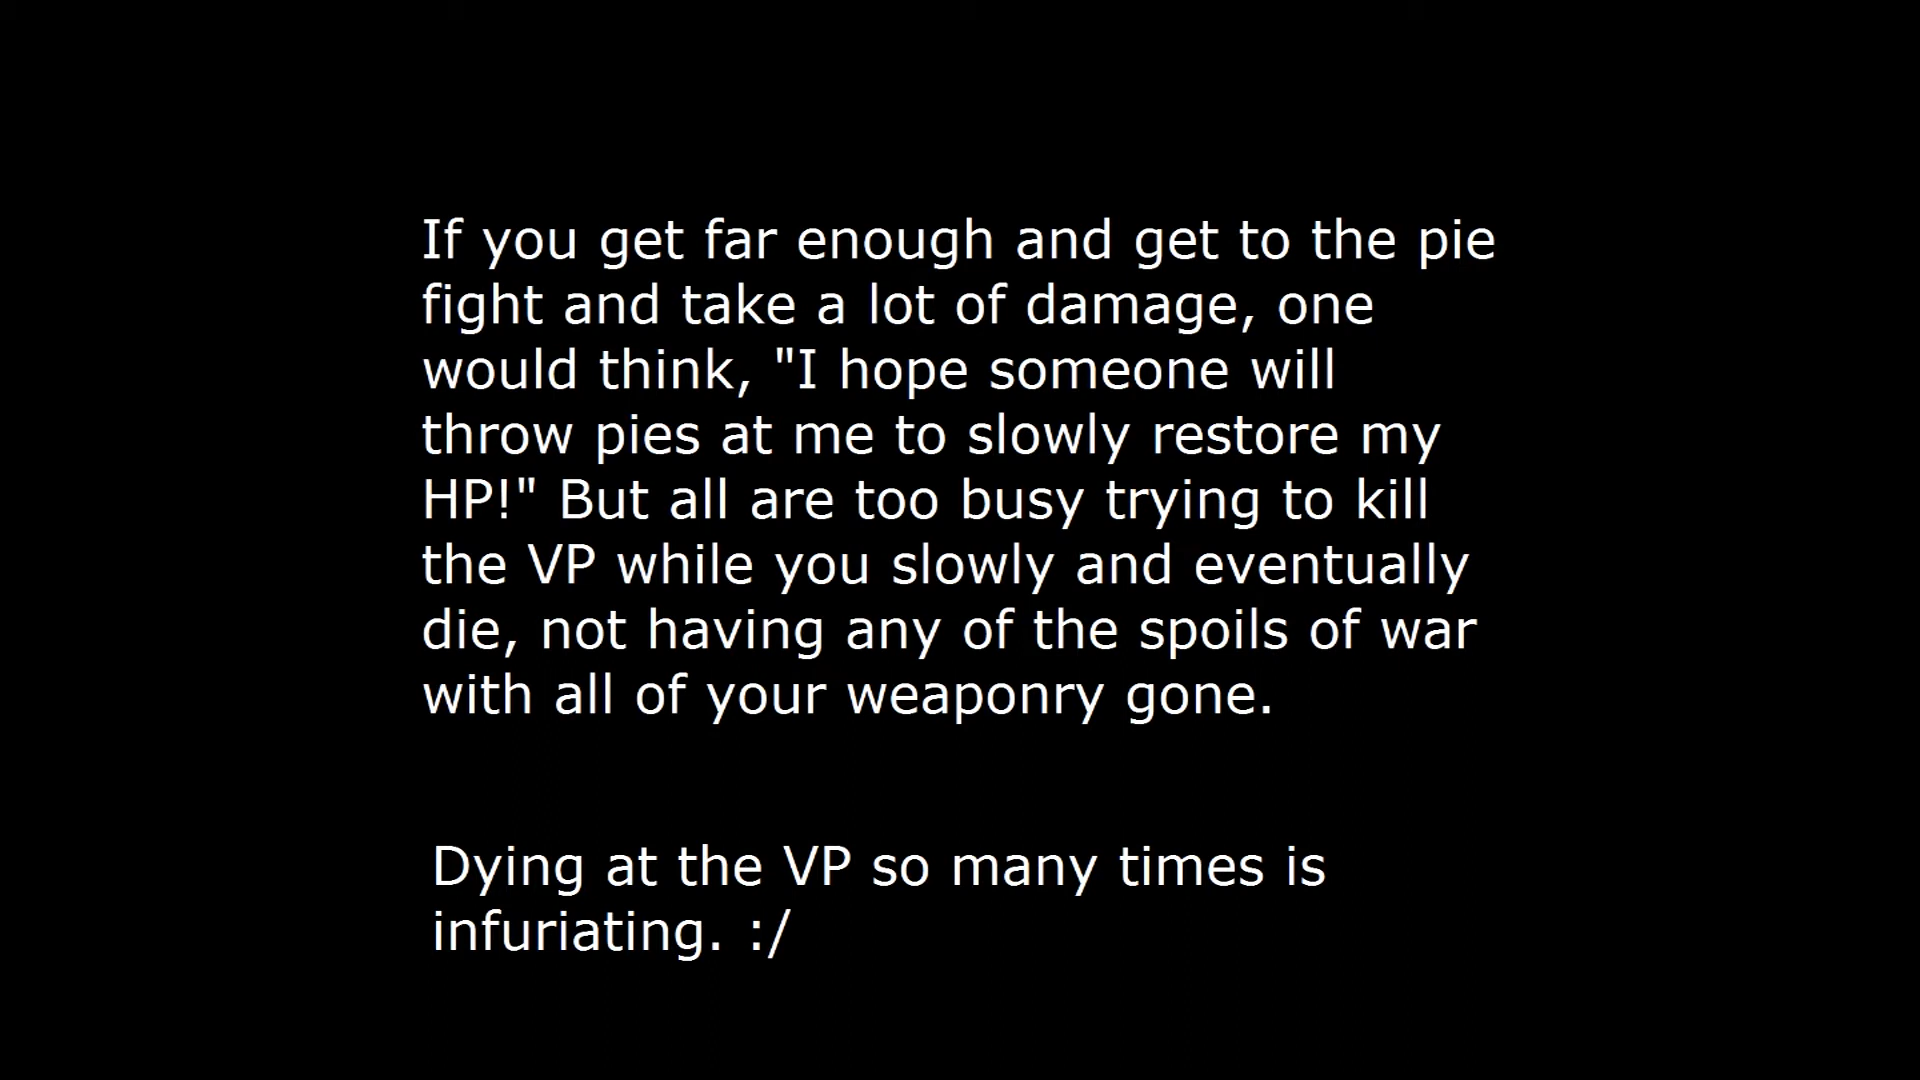 If you get far enough and get to the pie
fight and take a lot of damage, one
would think, "I hope someone will
throw pies at me to slowly restore my
HP!" But all are too busy trying to kill
the VP while you slowly and eventually
die, not having any of the spoils of war
with all of your weaponry gone.
Dying at the VP so many times is
infuriating. :/